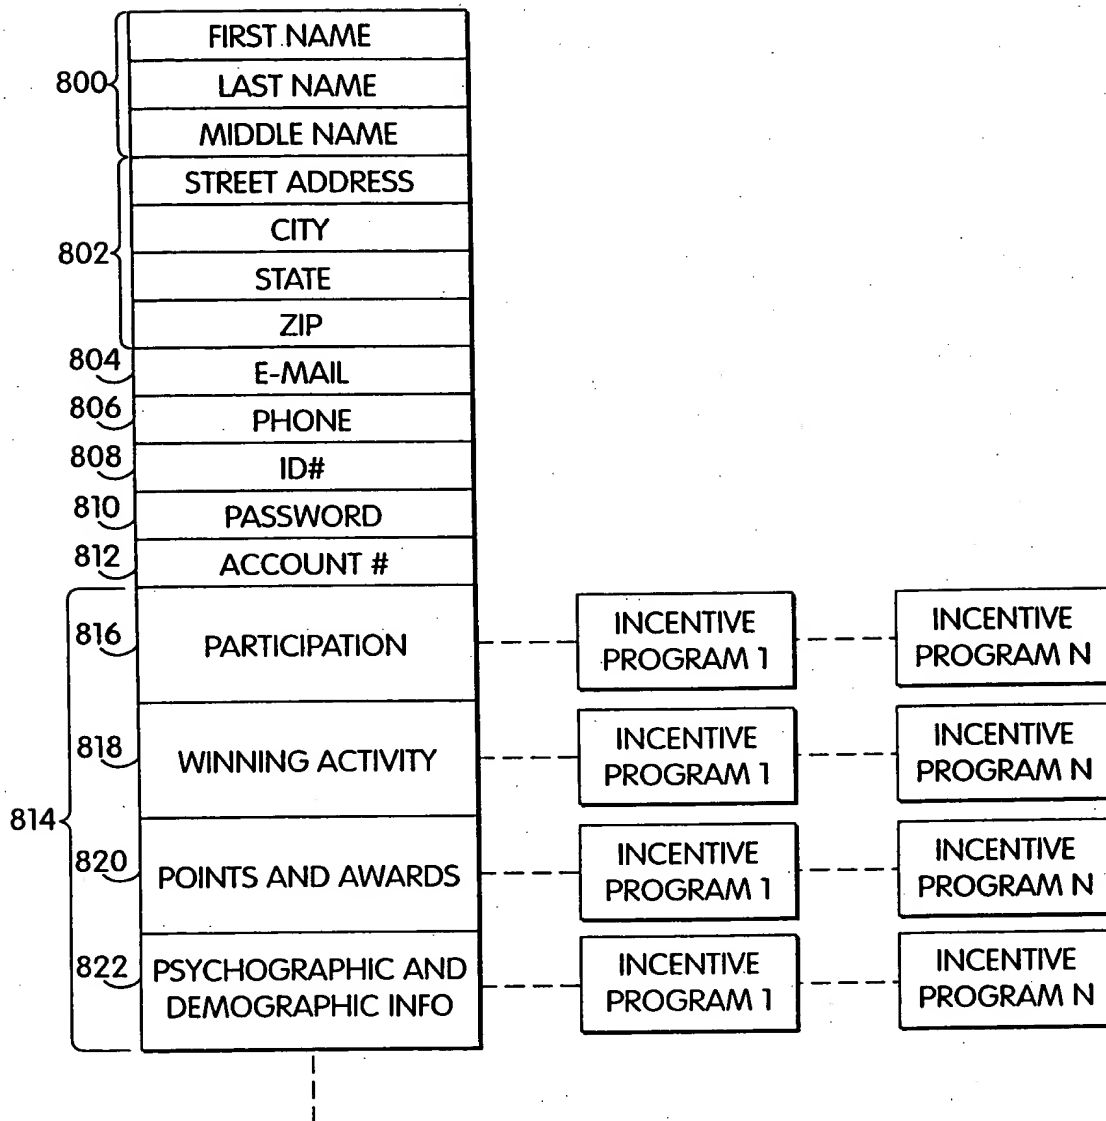 800
FIRST NAME
LAST NAME
MIDDLE NAME
802
STREET ADDRESS
CITY
STATE
ZIP
804
E-MAIL
806
PHONE
808
ID#
810
PASSWORD
812
ACCOUNT #
814
816
PARTICIPATION
INCENTIVE
PROGRAM 1
INCENTIVE
PROGRAM N
818
WINNING ACTIVITY
INCENTIVE
PROGRAM 1
INCENTIVE
PROGRAM N
820
POINTS AND AWARDS
INCENTIVE
PROGRAM 1
INCENTIVE
PROGRAM N
822
PSYCHOGRAPHIC AND
DEMOGRAPHIC INFO
INCENTIVE
PROGRAM 1
INCENTIVE
PROGRAM N